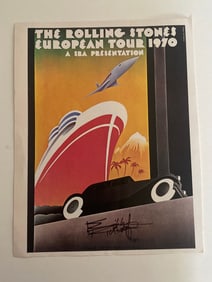 THE ROLLING STONES
EUROPEAN TOUR 1970
A SBA PRESENTATION